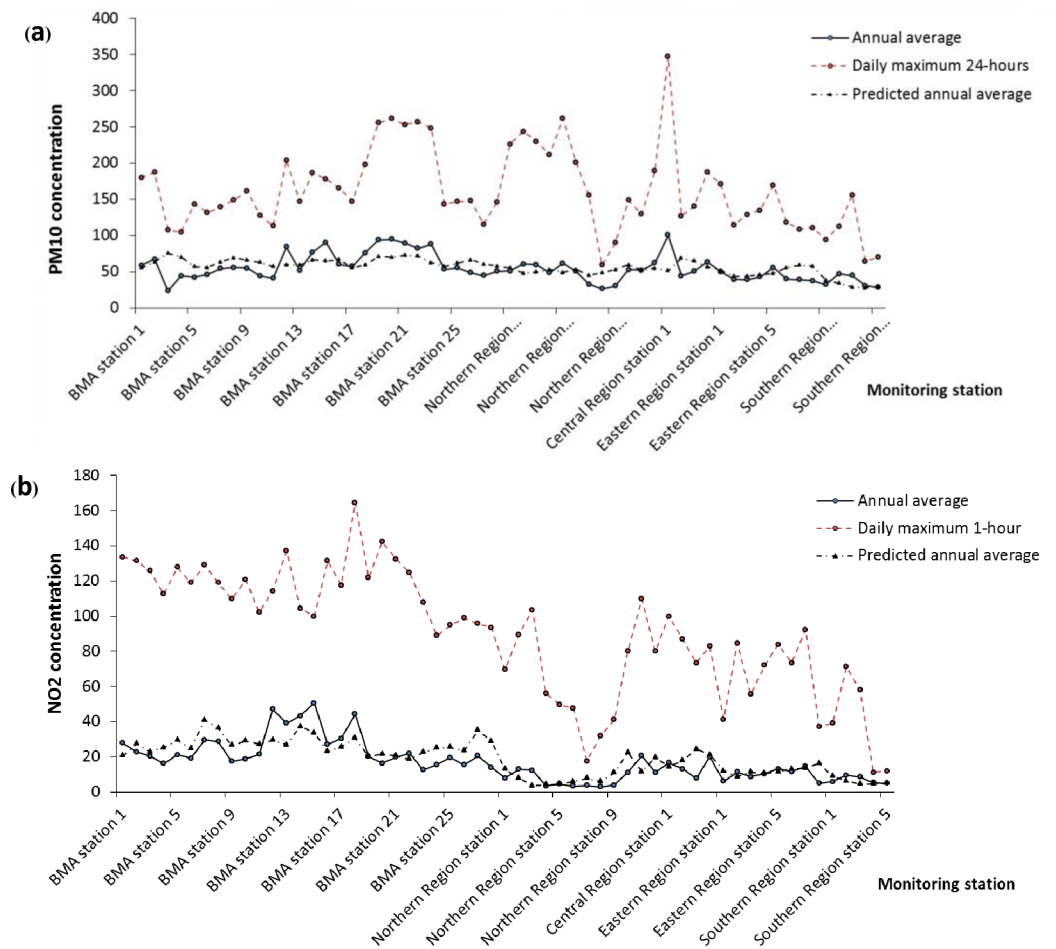 (a)
400
350
300
250
200
150
100
50
0
PM10 concentration
Annual average
Daily maximum 24-hours
Predicted annual average
BMA station 1
BMA station 5
BMA station 9
BMA station 13
BMA station 17
BMA station 21
BMA station 25
Northern Region...
Northern Region...
Northern Region...
Central Region station 1
Eastern Region station 1
Eastern Region station 5
Southern Region...
Southern Region...
Monitoring station
(b)
180
160
140
120
100
80
60
40
20
0
NO2 concentration
Annual average
Daily maximum 1-hour
Predicted annual average
BMA station 1
BMA station 5
BMA station 9
BMA station 13
BMA station 17
BMA station 21
BMA station 25
Northern Region station 1
Northern Region station 5
Northern Region station 9
Central Region station 1
Eastern Region station 1
Eastern Region station 5
Southern Region station 1
Southern Region station 5
Monitoring station